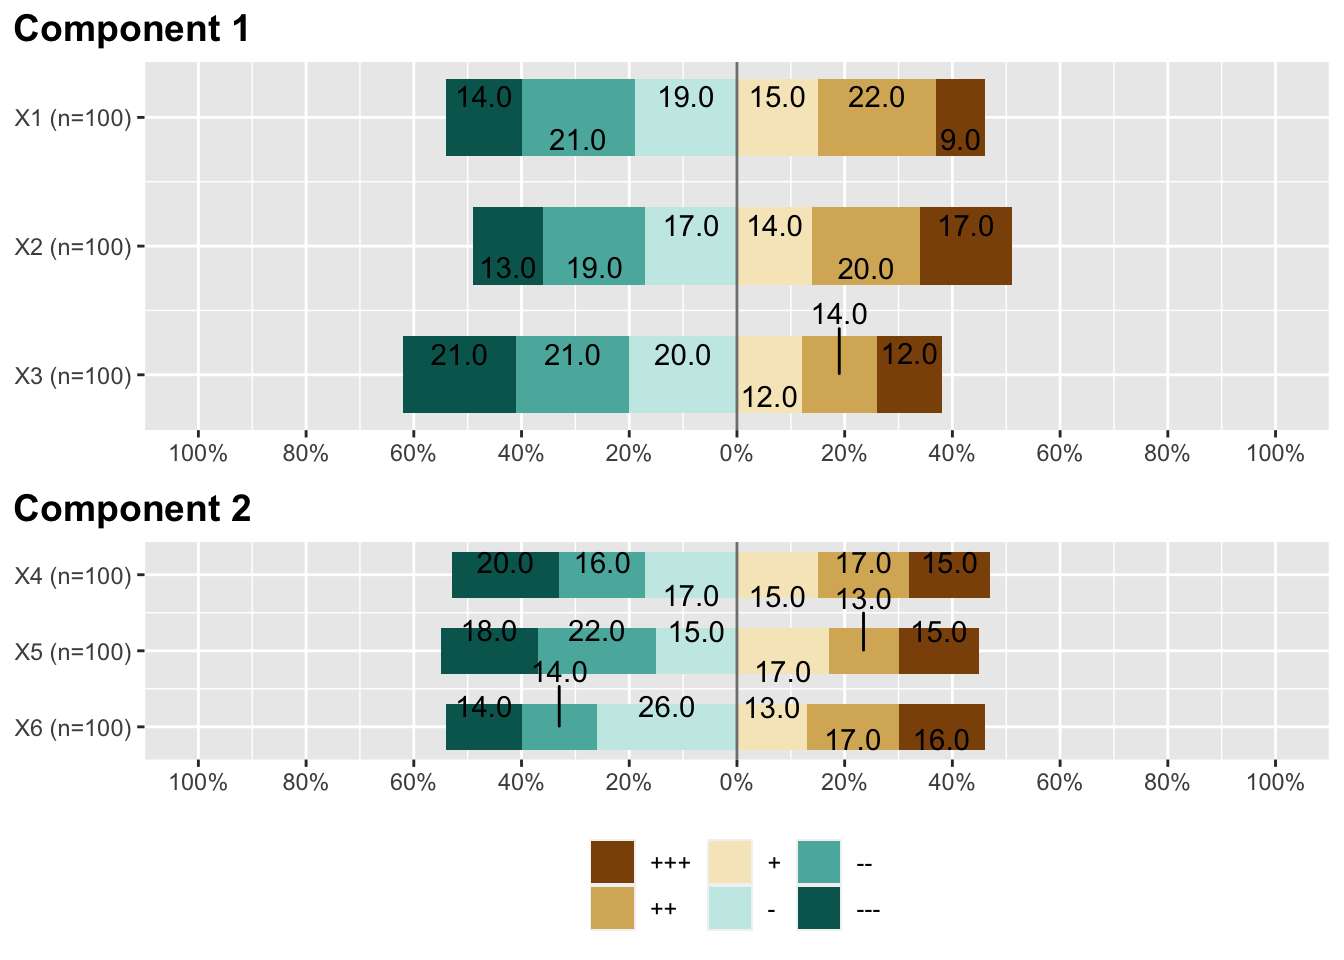 Component 1
14.0 19.0 15.0 22.0
X1 (n=100)
21.0 9.0
17.0 14.0 17.0
X2 (n=100)
13.0 19.0 20.0
14.0
21.0 21.0 20.0 12.0
X3 (n=100)
12.0
100% 80% 60% 40% 20% 0% 20% 40% 60% 80% 100%
Component 2
20.0 16.0 17.0 15.0
X4 (n=100)
17.0 15.0 13.0
18.0 22.0 15.0 15.0
X5 (n=100)
14.0 17.0
14.0 26.0 13.0
X6 (n=100)
17.0 16.0
100% 80% 60% 40% 20% 0% 20% 40% 60% 80% 100%
+++ + --
++ - ---